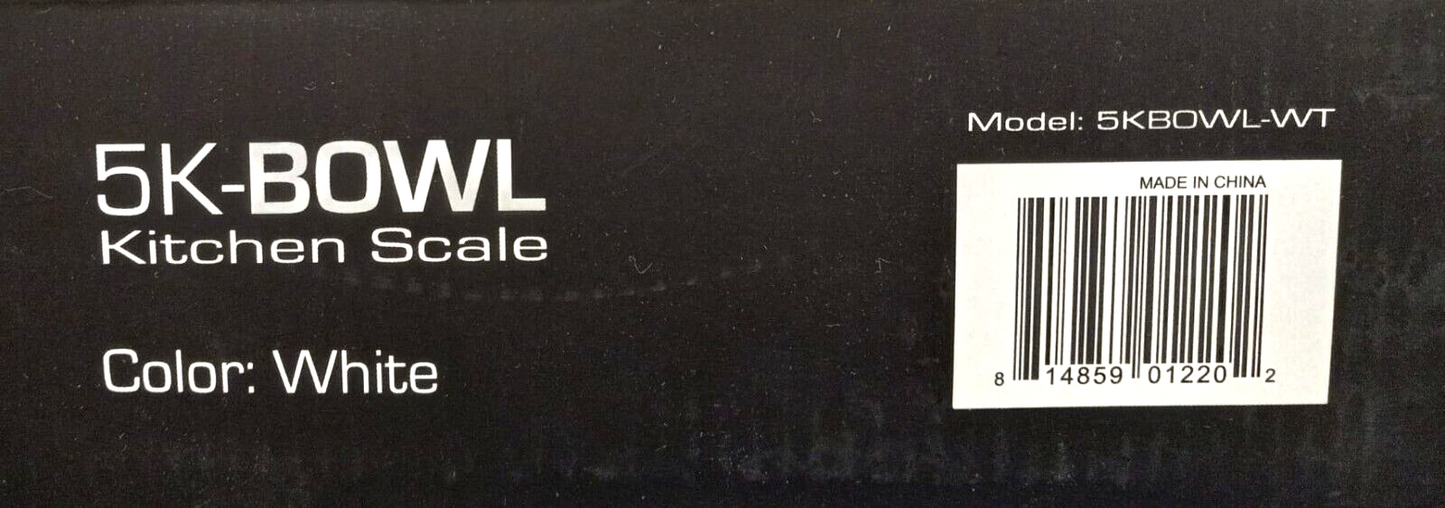 5K-BOWL
Kitchen Scale
Color: White
Model: 5KBOWL-WT
MADE IN CHINA
8 14859 01220 2